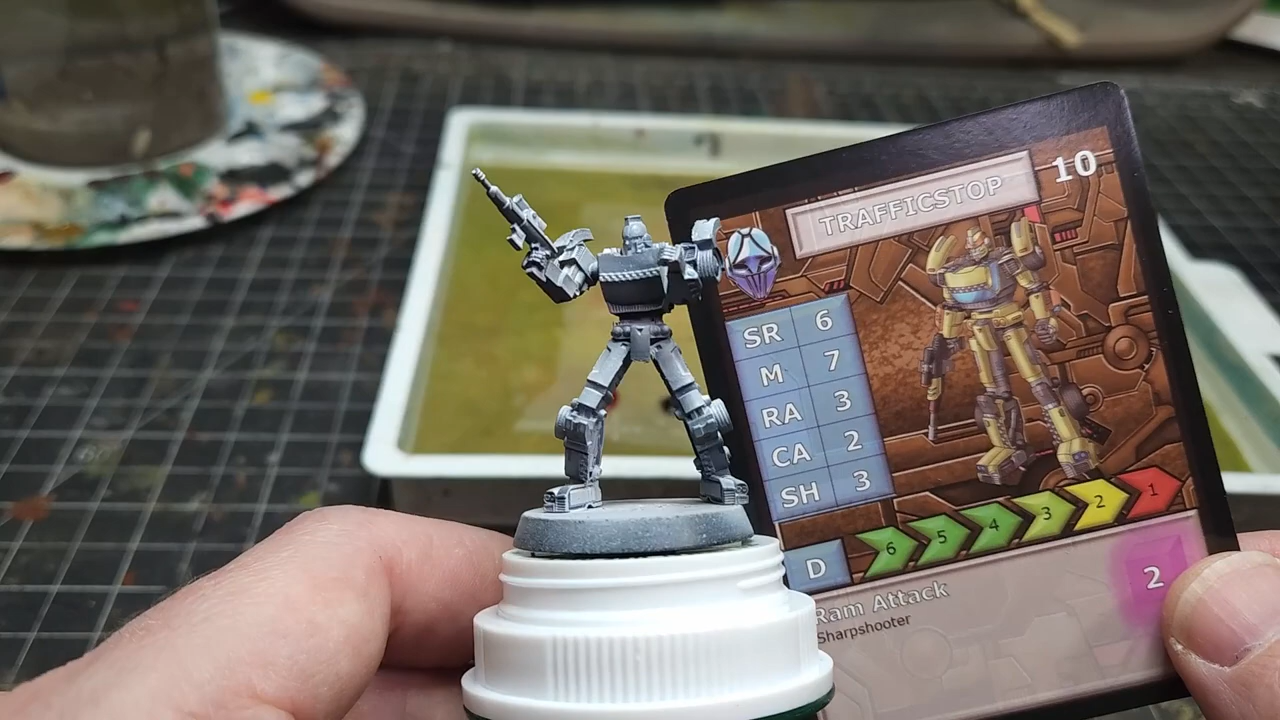 TRAFFICSTOP
10
SR 6
M 7
RA 3
CA 2
SH 3
D 6 5 4 3 2 1
Ram Attack 2
Sharpshooter